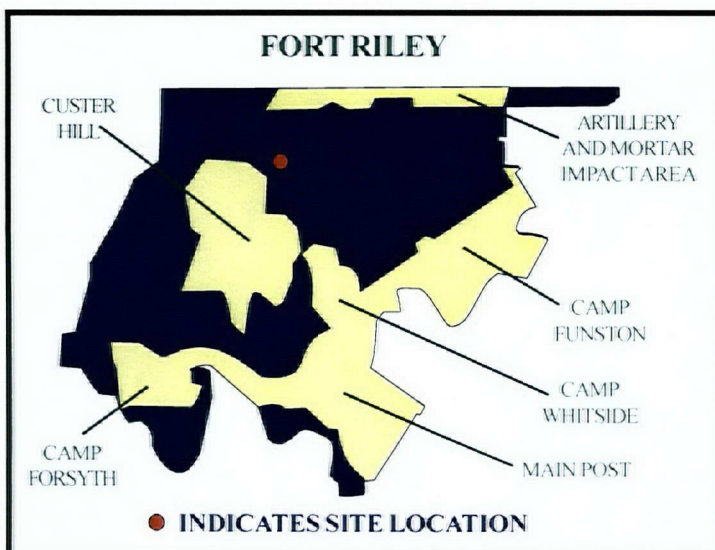 FORT RILEY
CUSTER
HILL
ARTILLERY
AND MORTAR
IMPACT AREA
CAMP
FUNSTON
CAMP
WHITSIDE
CAMP
FORSYTH
MAIN POST
INDICATES SITE LOCATION